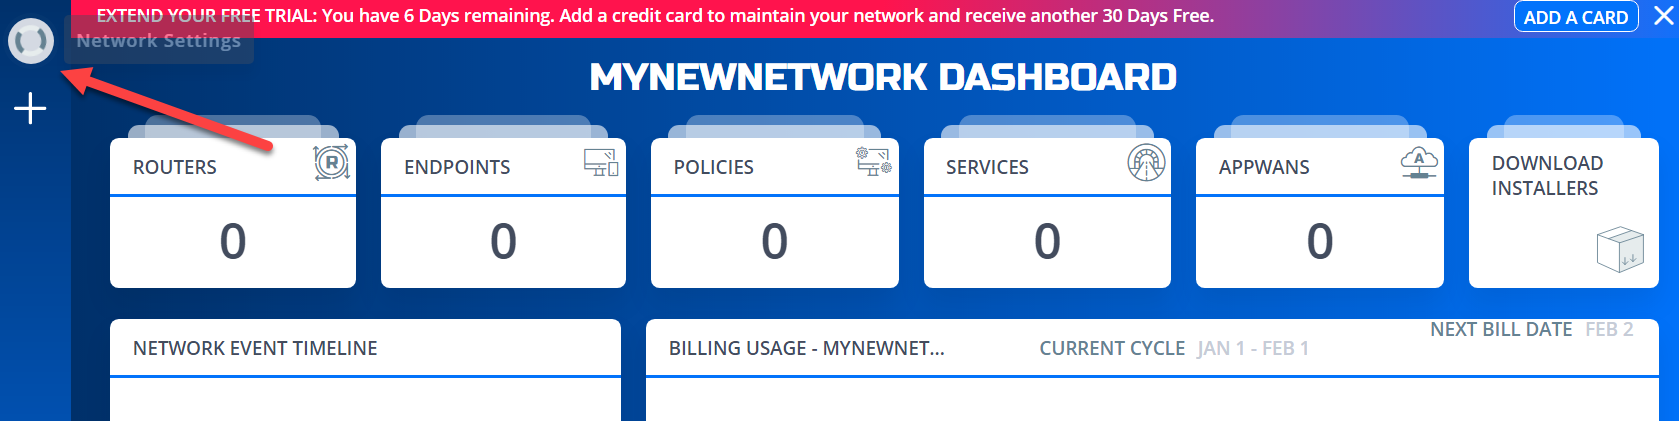 EXTEND YOUR FREE TRIAL: You have 6 Days remaining. Add a credit card to maintain your network and receive another 30 Days Free.
ADD A CARD
Network Settings
MYNEWNETWORK DASHBOARD
ROUTERS
R
0
ENDPOINTS
0
POLICIES
0
SERVICES
0
APPWANS
A
0
DOWNLOAD
INSTALLERS
NETWORK EVENT TIMELINE
BILLING USAGE - MYNEWNET...
CURRENT CYCLE JAN 1 - FEB 1
NEXT BILL DATE FEB 2